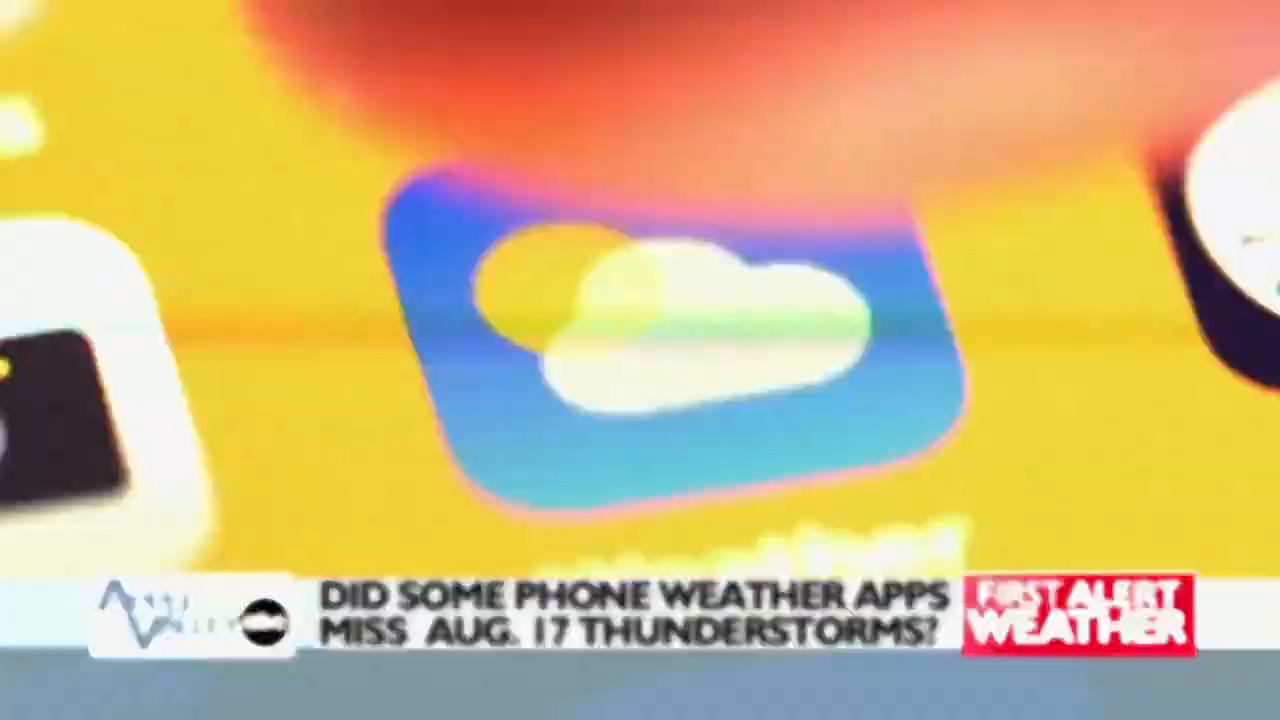 DID SOME PHONE WEATHER APPS
MISS AUG. 17 THUNDERSTORMS?
FIRST ALERT
WEATHER